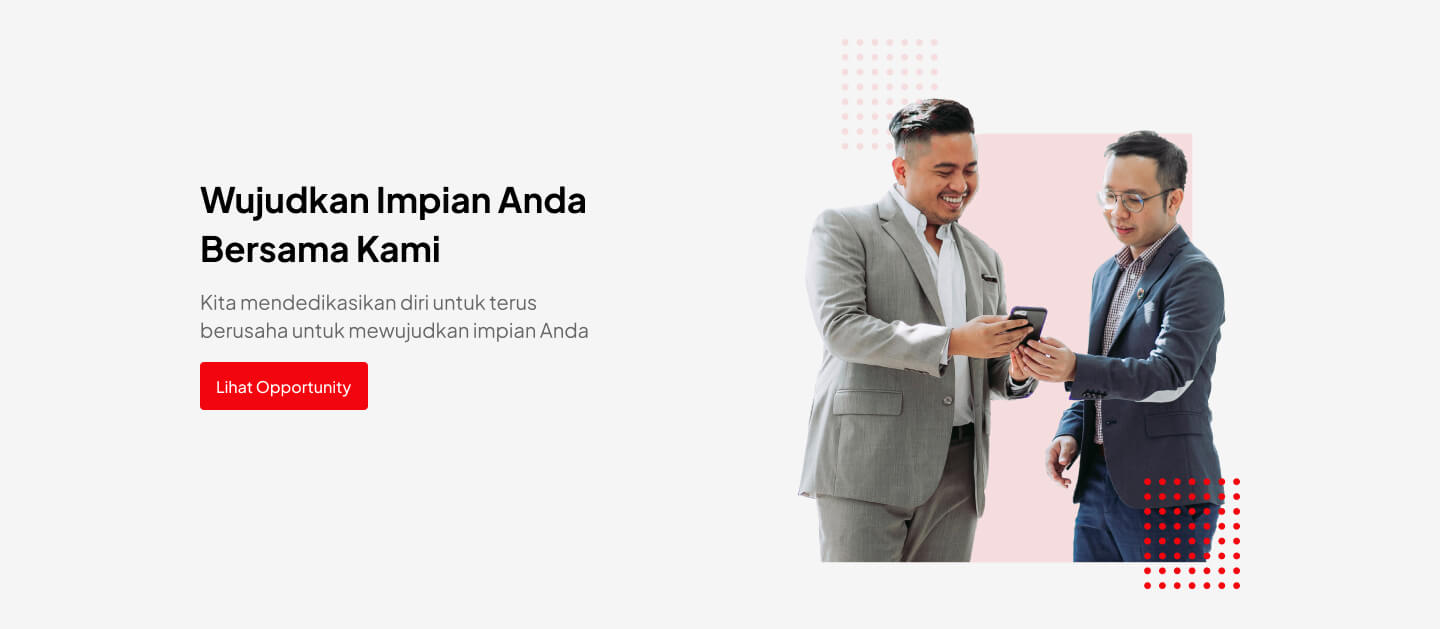 Wujudkan Impian Anda
Bersama Kami
Kita mendedikasikan diri untuk terus
berusaha untuk mewujudkan impian Anda
Lihat Opportunity